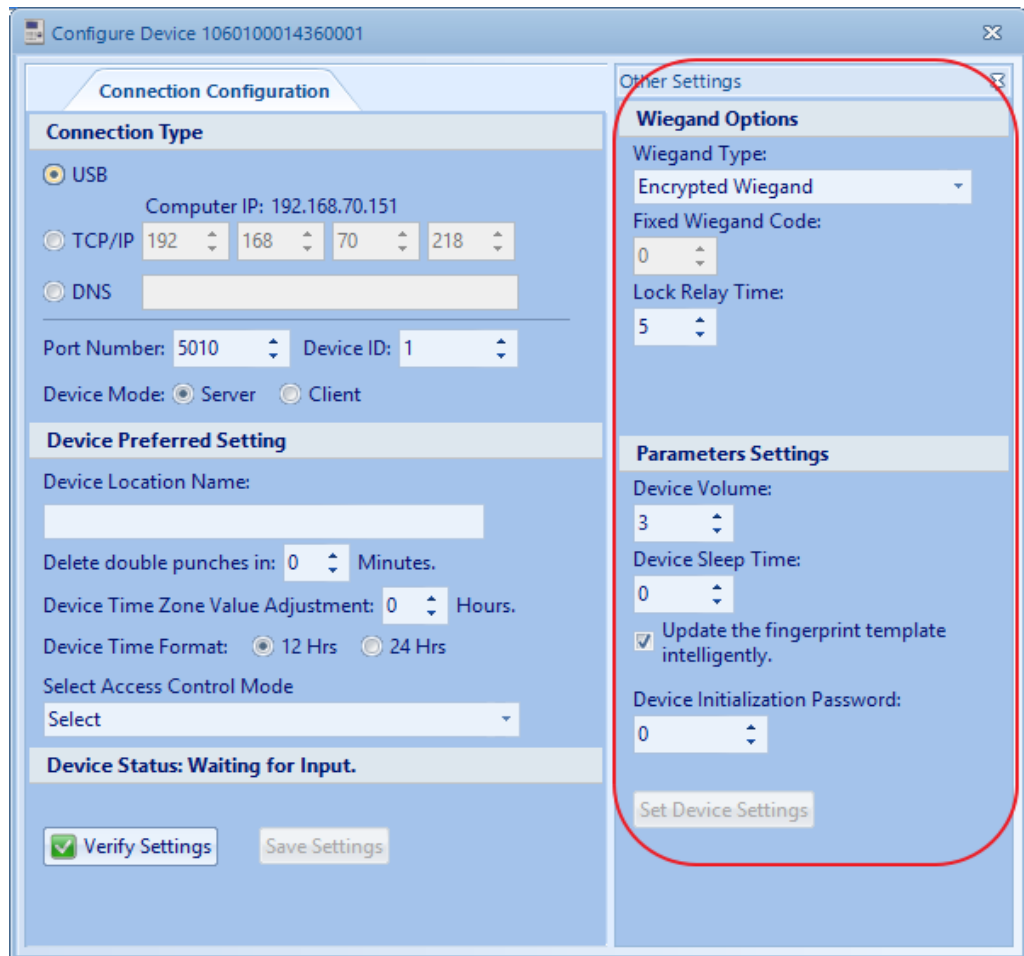 Configure Device 1060100014360001
Connection Configuration
Connection Type
USB
Computer IP: 192.168.70.151
TCP/IP 192 168 70 218
DNS
Port Number: 5010 Device ID: 1
Device Mode: Server Client
Device Preferred Setting
Device Location Name:
Delete double punches in: 0 Minutes.
Device Time Zone Value Adjustment: 0 Hours.
Device Time Format: 12 Hrs 24 Hrs
Select Access Control Mode
Select
Device Status: Waiting for Input.
Verify Settings Save Settings
Other Settings
Wiegand Options
Wiegand Type:
Encrypted Wiegand
Fixed Wiegand Code:
0
Lock Relay Time:
5
Parameters Settings
Device Volume:
3
Device Sleep Time:
0
Update the fingerprint template
intelligently.
Device Initialization Password:
0
Set Device Settings